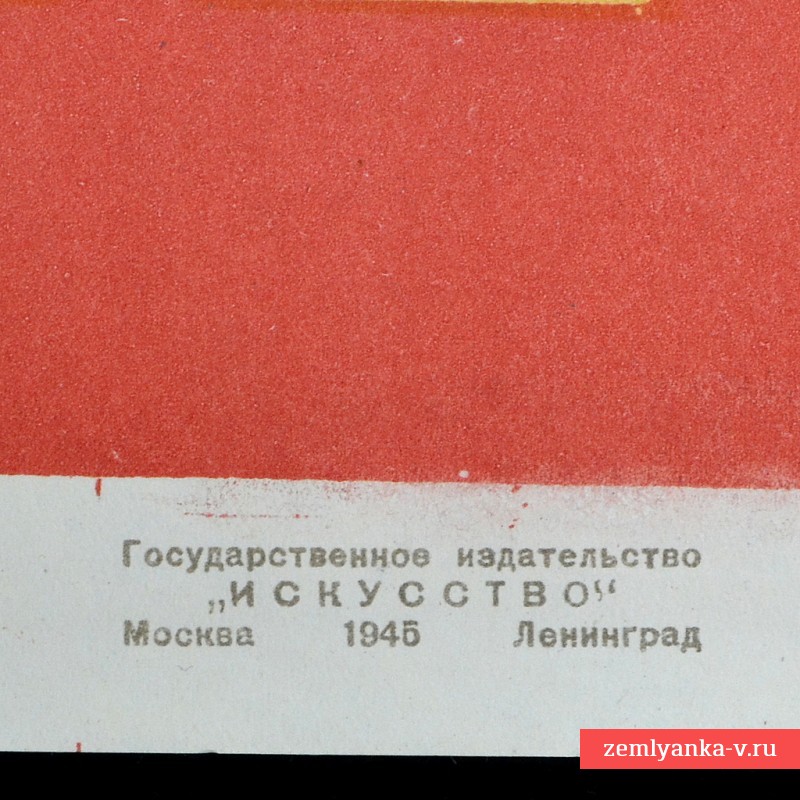 Государственное издательство
„ИСКУССТВО“
Москва 1945 Ленинград
zemlyanka-v.ru